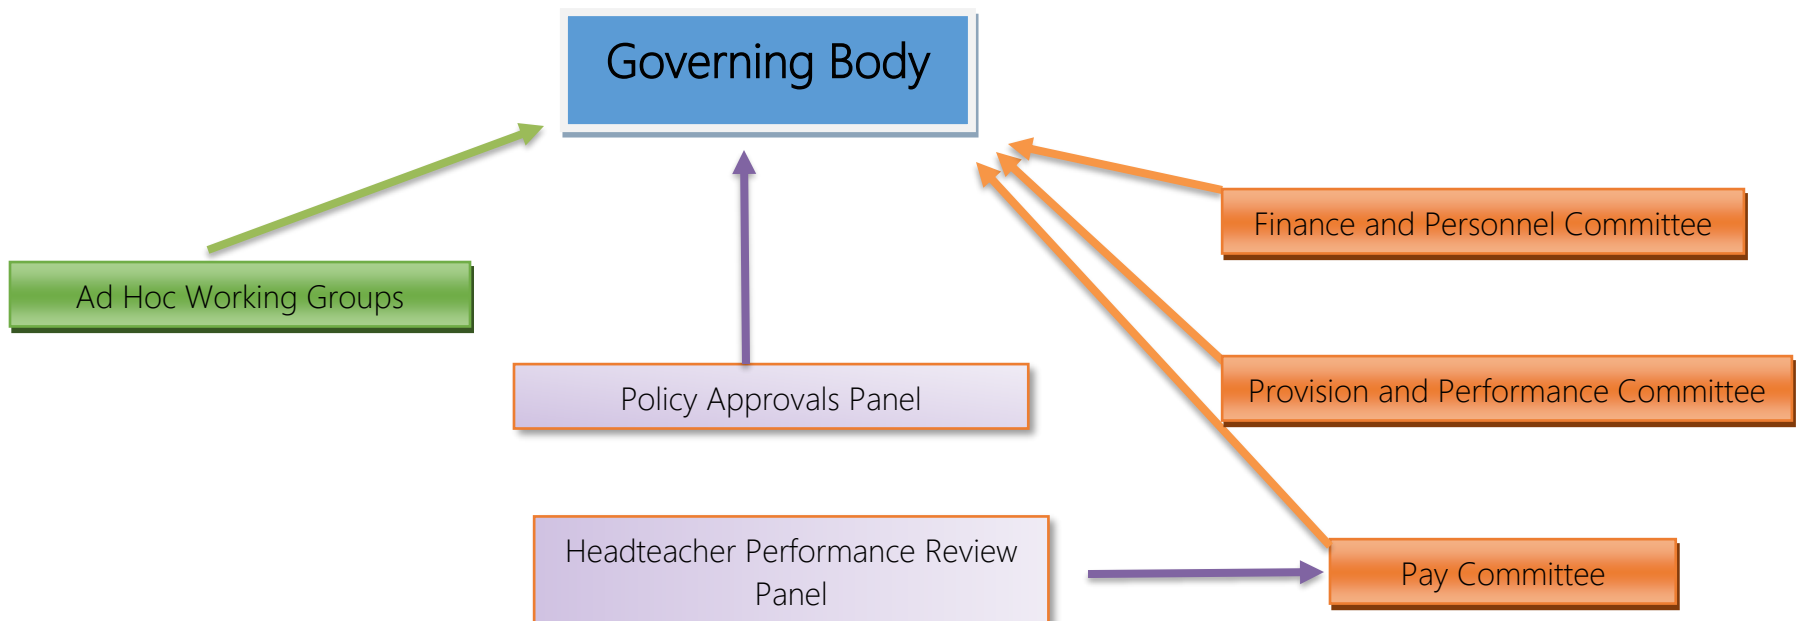 Governing Body
Finance and Personnel Committee
Ad Hoc Working Groups
Policy Approvals Panel
Provision and Performance Committee
Headteacher Performance Review
Panel
Pay Committee